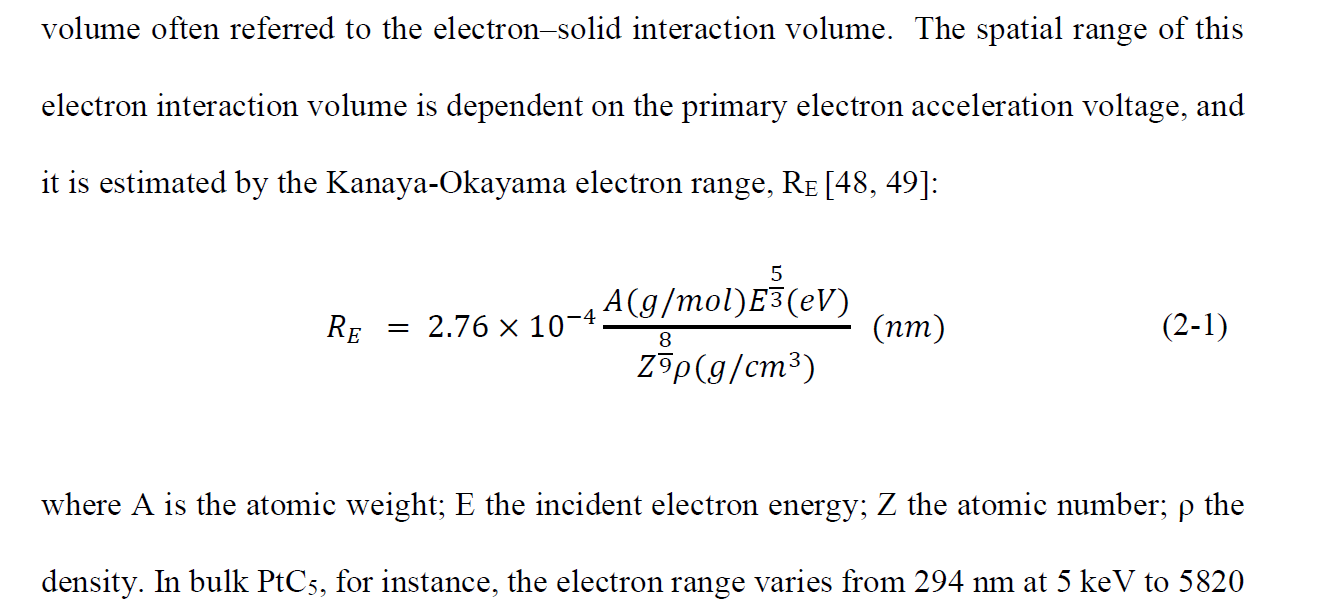 volume often referred to the electron–solid interaction volume. The spatial range of this
electron interaction volume is dependent on the primary electron acceleration voltage, and
it is estimated by the Kanaya-Okayama electron range, R_E [48, 49]:
R_E = 2.76 × 10^{-4} \frac{A(g/mol)E^{\frac{5}{3}}(eV)}{Z^{\frac{8}{9}}ρ(g/cm^3)} (nm) (2-1)
where A is the atomic weight; E the incident electron energy; Z the atomic number; ρ the
density. In bulk PtC₅, for instance, the electron range varies from 294 nm at 5 keV to 5820